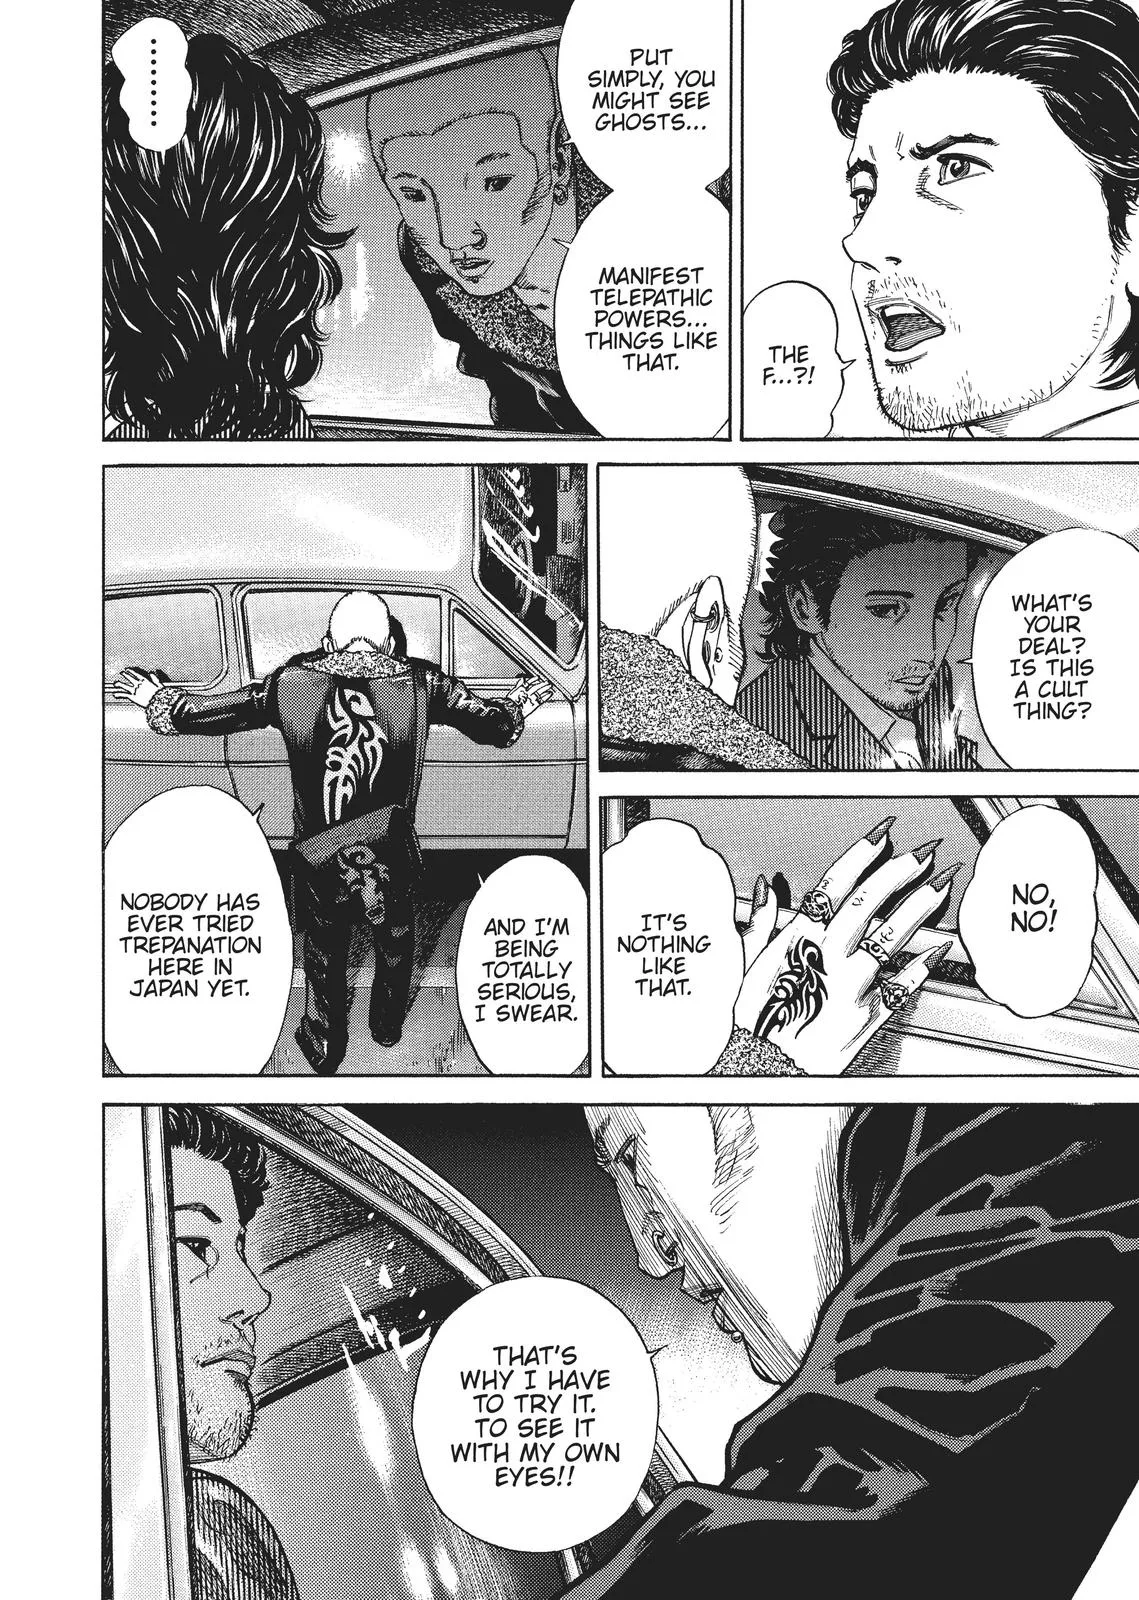 THE
F...?!
PUT
SIMPLY, YOU
MIGHT SEE
GHOSTS...
MANIFEST
TELEPATHIC
POWERS...
THINGS LIKE
THAT.
.........
WHAT'S
YOUR
DEAL?
IS THIS
A CULT
THING?
NO,
NO!
IT'S
NOTHING
LIKE
THAT.
AND I'M
BEING
TOTALLY
SERIOUS,
I SWEAR.
NOBODY HAS
EVER TRIED
TREPANATION
HERE IN
JAPAN YET.
THAT'S
WHY I HAVE
TO TRY IT.
TO SEE IT
WITH MY OWN
EYES!!